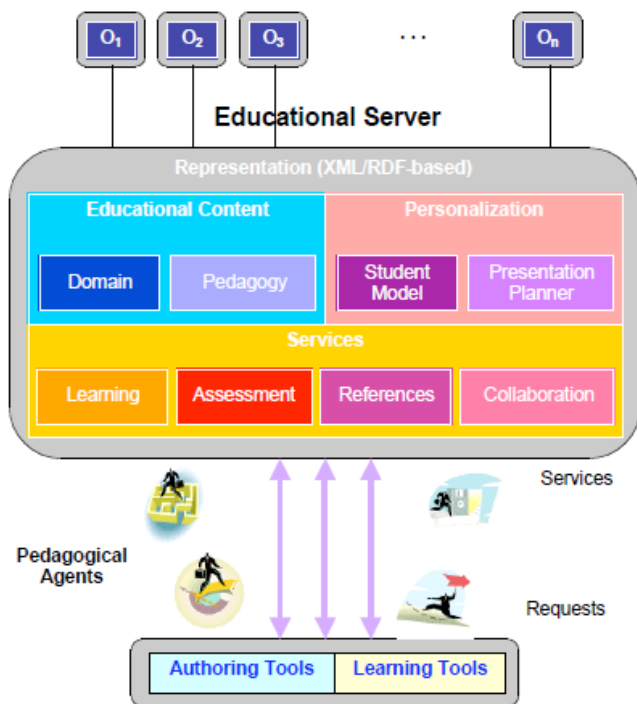 O1 O2 O3 ... On
Educational Server
Representation (XML/RDF-based)
Educational Content
Personalization
Domain
Pedagogy
Student
Model
Presentation
Planner
Services
Learning
Assessment
References
Collaboration
Services
Pedagogical
Agents
Requests
Authoring Tools
Learning Tools